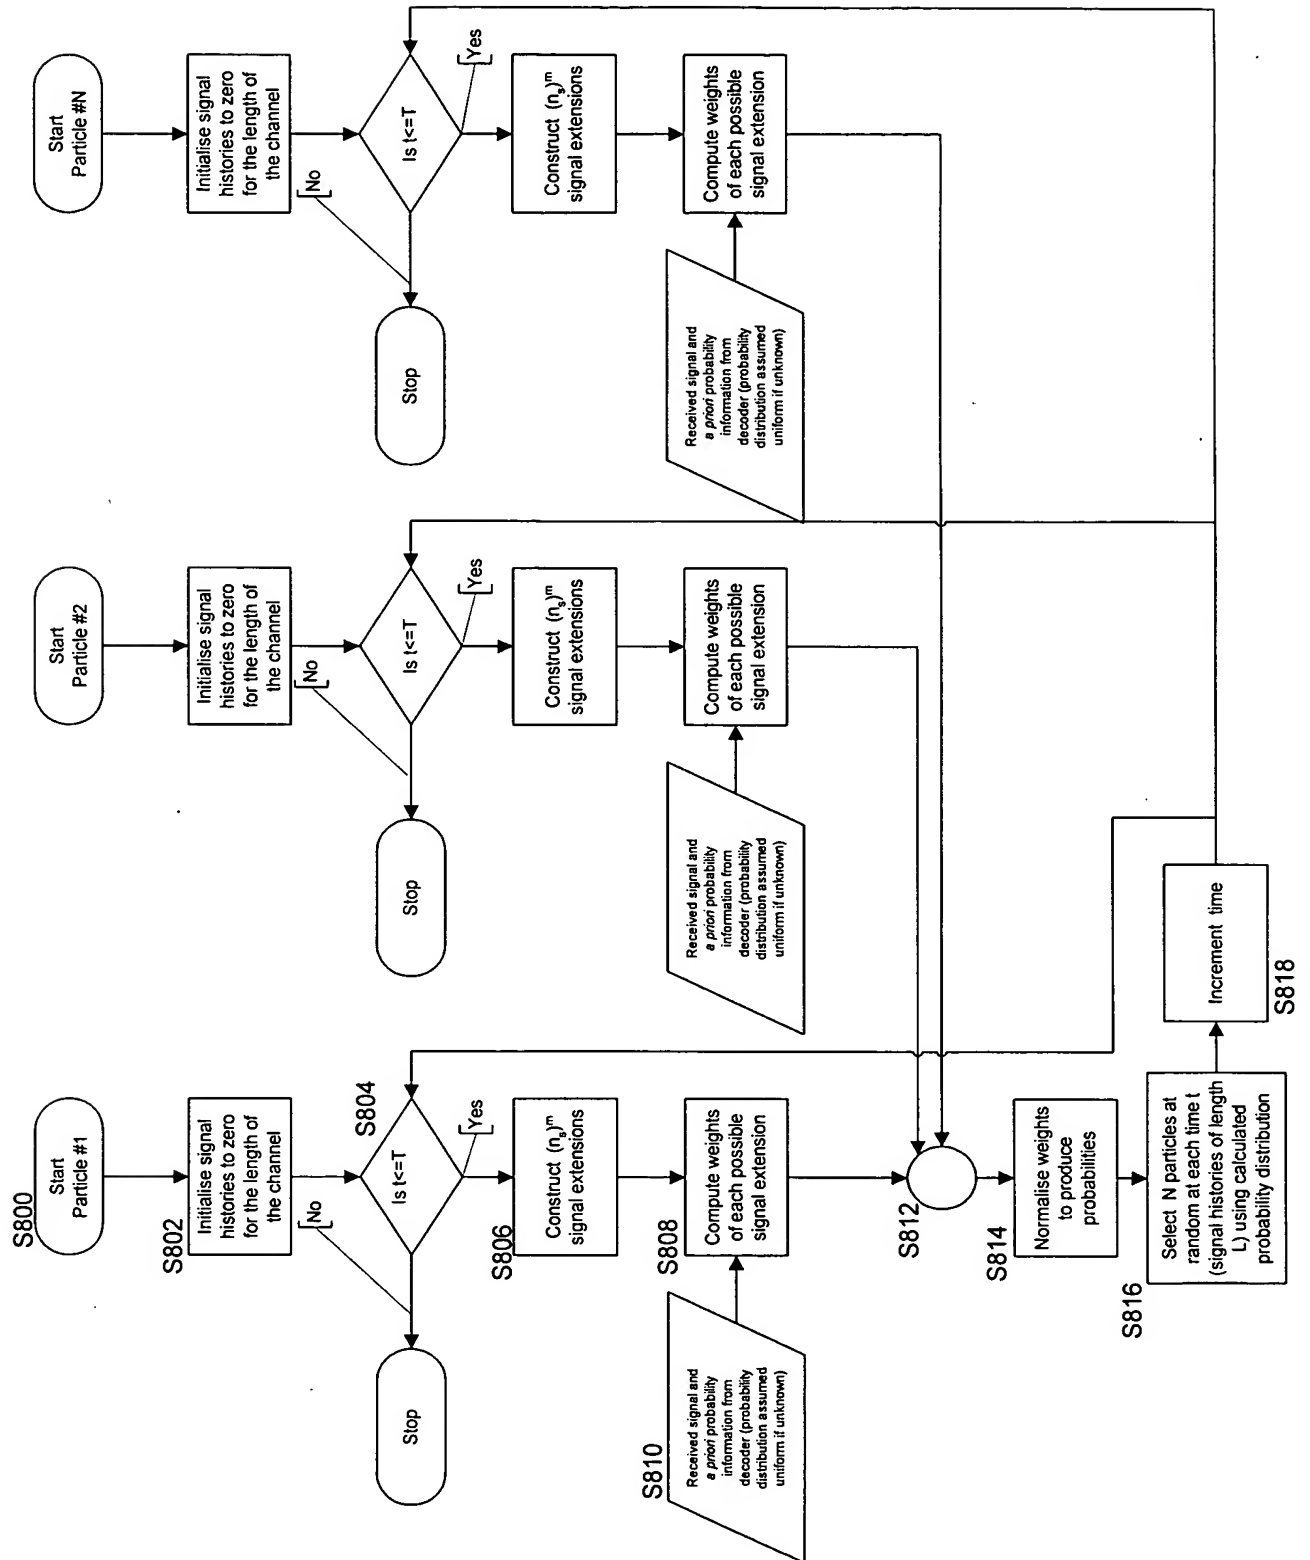 S800
Start
Particle #1
S802
Initialise signal
histories to zero
for the length of
the channel
No
S804
Is t<=T
Yes
Stop
S806
Construct (nₛ)ᵐ
signal extensions
S808
Compute weights
of each possible
signal extension
S810
Received signal and
a priori probability
information from
decoder (probability
distribution assumed
uniform if unknown)
S812
S814
Normalise weights
to produce
probabilities
S816
Select N particles at
random at each time t
(signal histories of length
L) using calculated
probability distribution
Increment time
S818
Start
Particle #2
Initialise signal
histories to zero
for the length of
the channel
No
Is t<=T
Yes
Stop
Construct (nₛ)ᵐ
signal extensions
Compute weights
of each possible
signal extension
Received signal and
a priori probability
information from
decoder (probability
distribution assumed
uniform if unknown)
Start
Particle #N
Initialise signal
histories to zero
for the length of
the channel
No
Is t<=T
Yes
Stop
Construct (nₛ)ᵐ
signal extensions
Compute weights
of each possible
signal extension
Received signal and
a priori probability
information from
decoder (probability
distribution assumed
uniform if unknown)